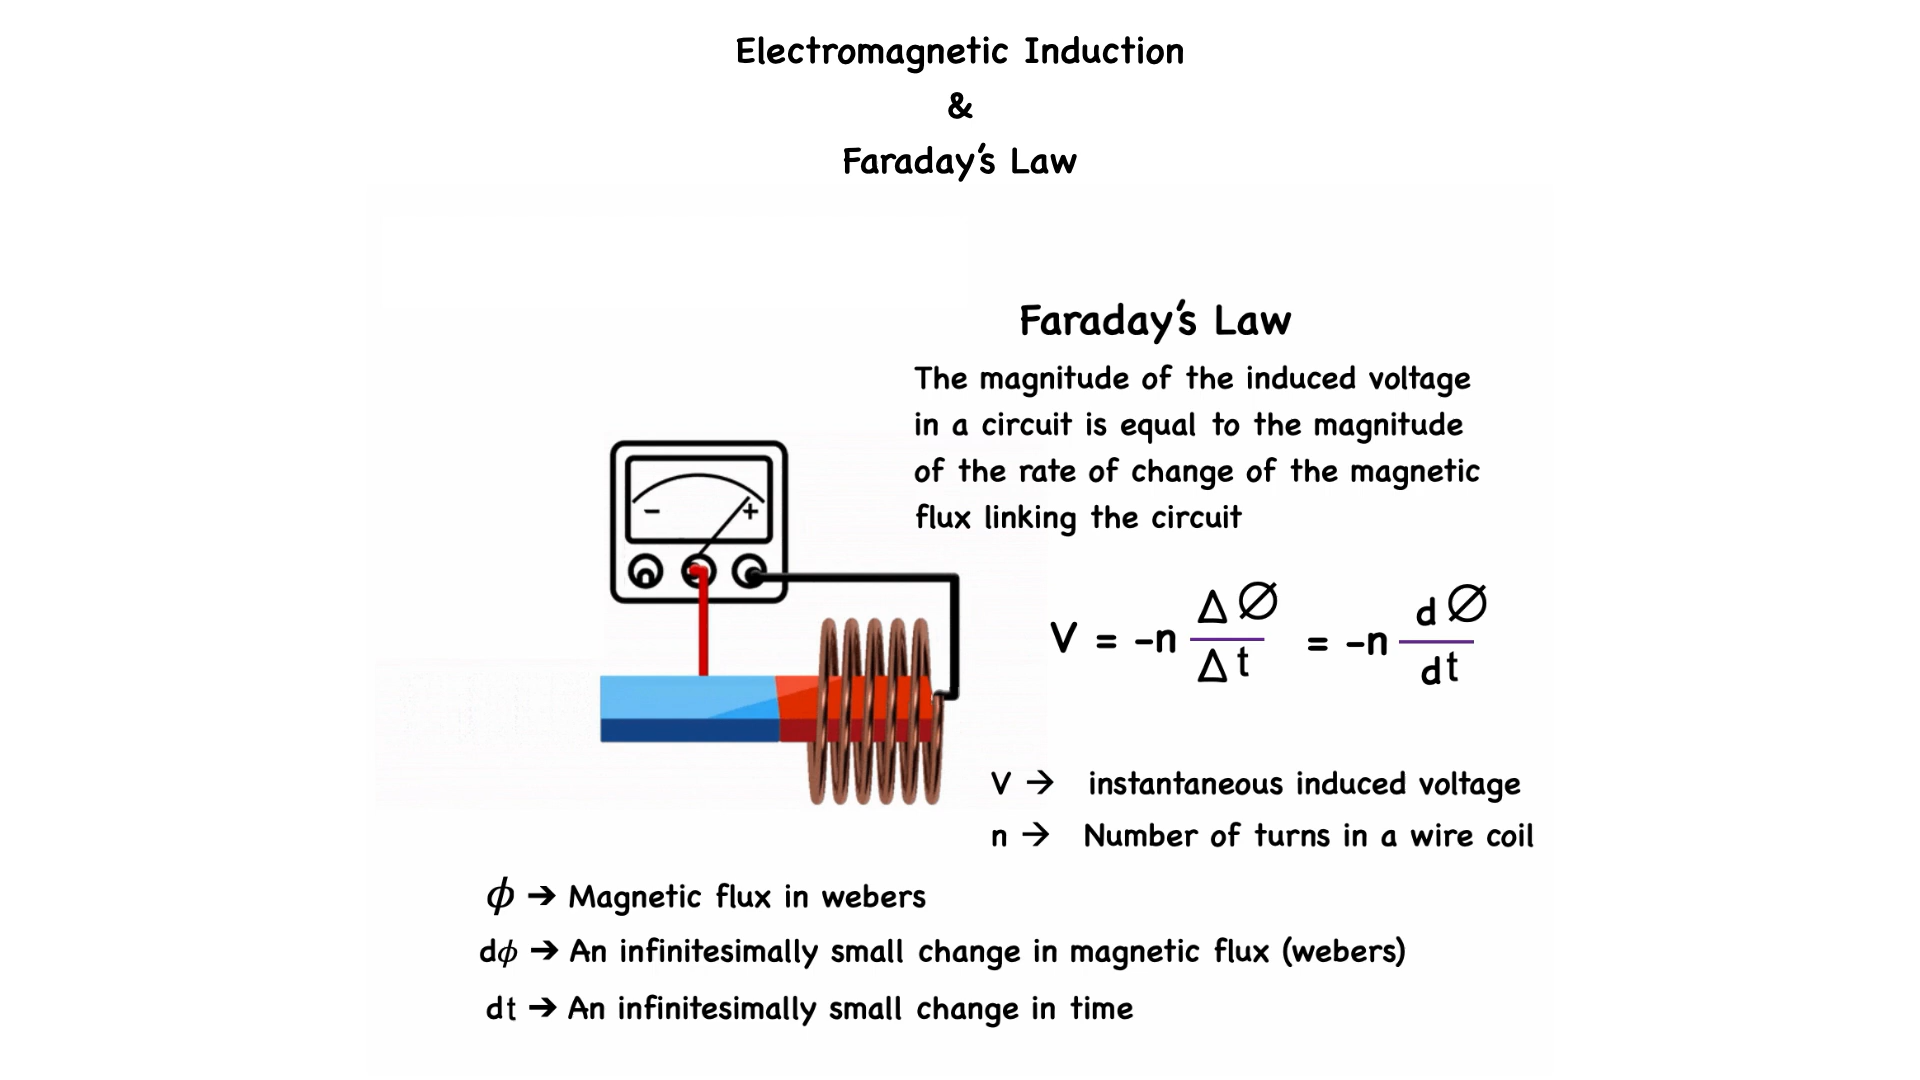 Electromagnetic Induction
&
Faraday's Law
Faraday's Law
The magnitude of the induced voltage
in a circuit is equal to the magnitude
of the rate of change of the magnetic
flux linking the circuit
− +
V = -n Δ∅/Δt = -n d∅/dt
V → instantaneous induced voltage
n → Number of turns in a wire coil
ϕ → Magnetic flux in webers
dϕ → An infinitesimally small change in magnetic flux (webers)
dt → An infinitesimally small change in time